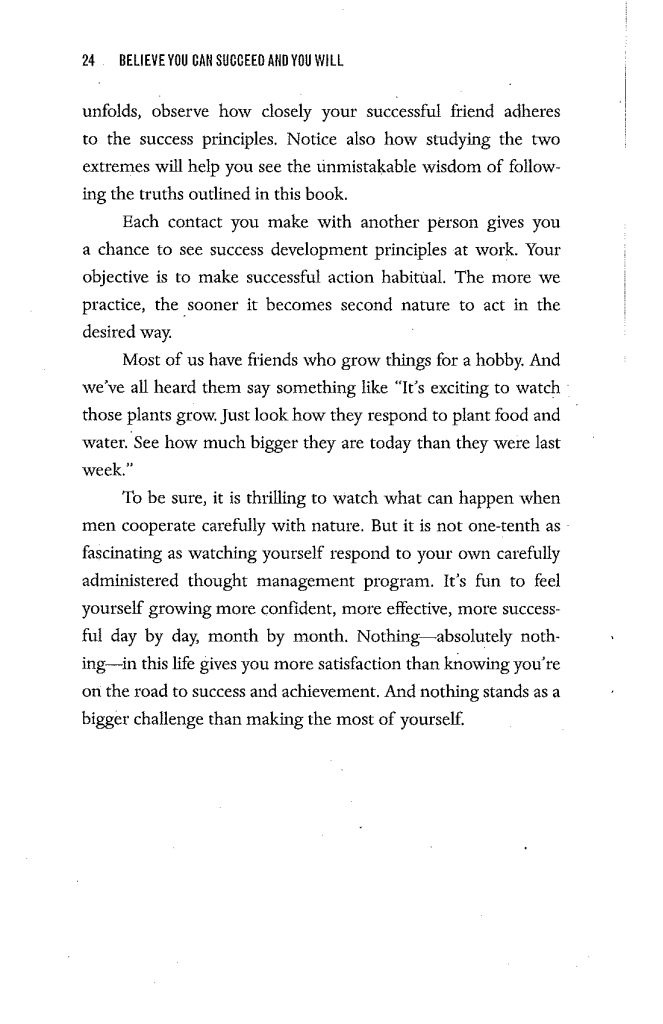 24 BELIEVE YOU CAN SUCCEED AND YOU WILL
unfolds, observe how closely your successful friend adheres
to the success principles. Notice also how studying the two
extremes will help you see the unmistakable wisdom of follow-
ing the truths outlined in this book.
Each contact you make with another person gives you
a chance to see success development principles at work. Your
objective is to make successful action habitual. The more we
practice, the sooner it becomes second nature to act in the
desired way.
Most of us have friends who grow things for a hobby. And
we've all heard them say something like "It's exciting to watch
those plants grow. Just look how they respond to plant food and
water. See how much bigger they are today than they were last
week."
To be sure, it is thrilling to watch what can happen when
men cooperate carefully with nature. But it is not one-tenth as
fascinating as watching yourself respond to your own carefully
administered thought management program. It's fun to feel
yourself growing more confident, more effective, more success-
ful day by day, month by month. Nothing—absolutely noth-
ing—in this life gives you more satisfaction than knowing you're
on the road to success and achievement. And nothing stands as a
bigger challenge than making the most of yourself.